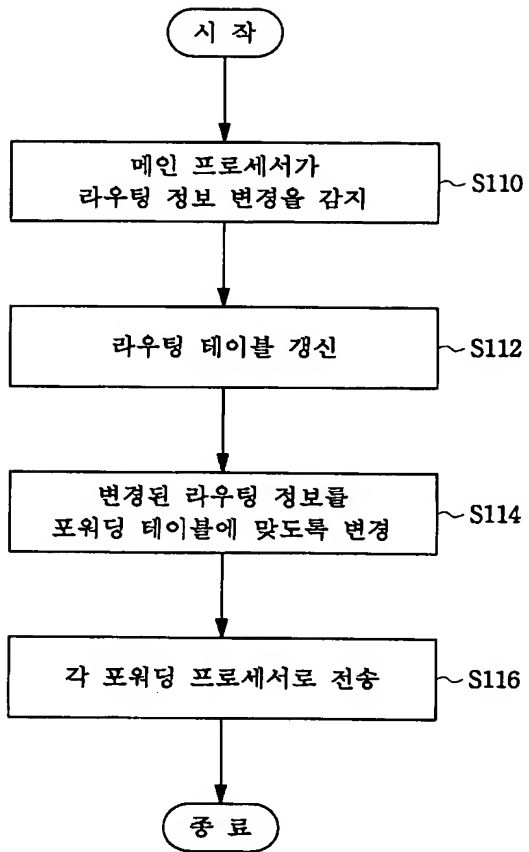 시 작
메인 프로세서가
라우팅 정보 변경을 감지
S110
라우팅 테이블 갱신
S112
변경된 라우팅 정보를
포워딩 테이블에 맞도록 변경
S114
각 포워딩 프로세서로 전송
S116
종 료